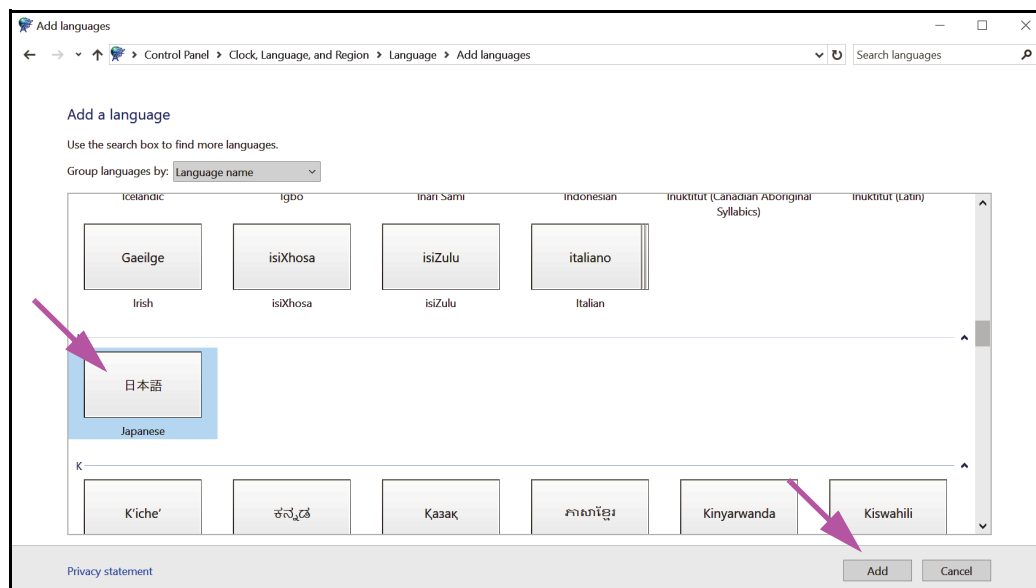 Add languages
Control Panel > Clock, Language, and Region > Language > Add languages
Search languages
Add a language
Use the search box to find more languages.
Group languages by: Language name
Icelandic Igbo Inari Sami Indonesian Inuktitut (Canadian Aboriginal Syllabics) Inuktitut (Latin)
Gaeilge isiXhosa isiZulu italiano
Irish isiXhosa isiZulu Italian
日本語
Japanese
K
K'iche' ಕನ್ನಡ Қазақ ភាសាខ្មែរ Kinyarwanda Kiswahili
Privacy statement
Add Cancel